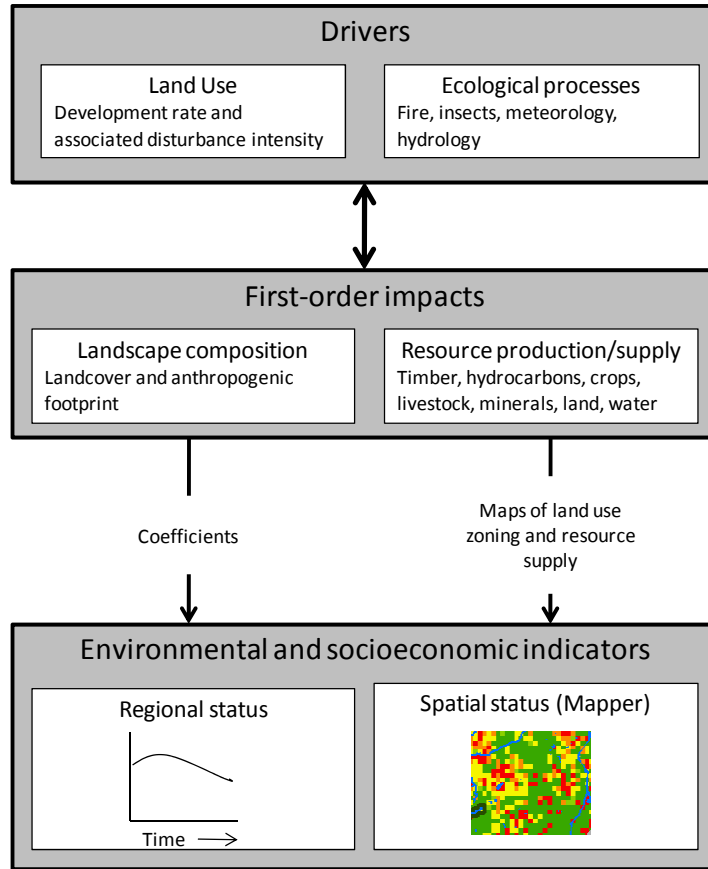 Drivers
Land Use
Development rate and
associated disturbance intensity
Ecological processes
Fire, insects, meteorology,
hydrology
First-order impacts
Landscape composition
Landcover and anthropogenic
footprint
Resource production/supply
Timber, hydrocarbons, crops,
livestock, minerals, land, water
Coefficients
Maps of land use
zoning and resource
supply
Environmental and socioeconomic indicators
Regional status
Time
Spatial status (Mapper)